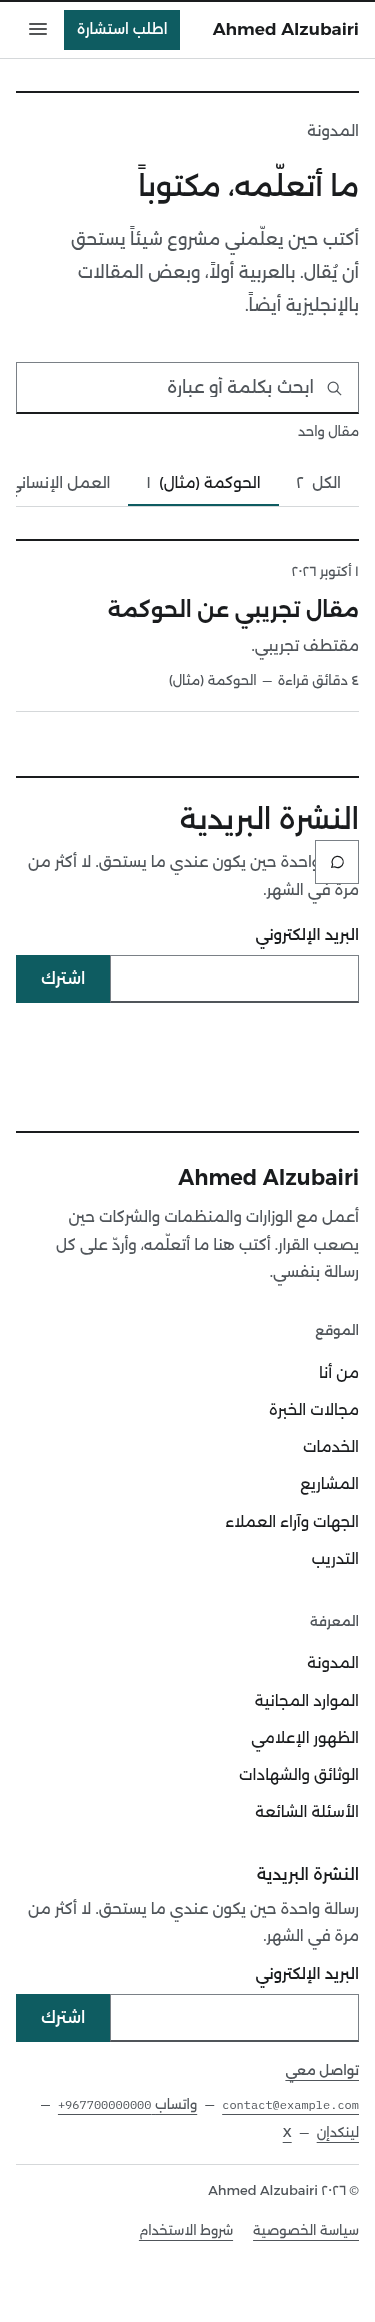 Ahmed Alzubairi
اطلب استشارة
المدونة
ما أتعلّمه، مكتوباً
أكتب حين يعلّمني مشروع شيئاً يستحق
أن يُقال. بالعربية أولاً، وبعض المقالات
بالإنجليزية أيضاً.
ابحث بكلمة أو عبارة
مقال واحد
الكل ٢ الحوكمة (مثال) ١ العمل الإنساني
١ أكتوبر ٢٠٢٦
مقال تجريبي عن الحوكمة
مقتطف تجريبي.
٤ دقائق قراءة — الحوكمة (مثال)
النشرة البريدية
واحدة حين يكون عندي ما يستحق. لا أكثر من
مرة في الشهر.
البريد الإلكتروني
اشترك
Ahmed Alzubairi
أعمل مع الوزارات والمنظمات والشركات حين
يصعب القرار. أكتب هنا ما أتعلّمه، وأردّ على كل
رسالة بنفسي.
الموقع
من أنا
مجالات الخبرة
الخدمات
المشاريع
الجهات وآراء العملاء
التدريب
المعرفة
المدونة
الموارد المجانية
الظهور الإعلامي
الوثائق والشهادات
الأسئلة الشائعة
النشرة البريدية
رسالة واحدة حين يكون عندي ما يستحق. لا أكثر من
مرة في الشهر.
البريد الإلكتروني
اشترك
تواصل معي
contact@example.com — واتساب +967700000000 —
لينكدإن — X
© ٢٠٢٦ Ahmed Alzubairi
سياسة الخصوصية شروط الاستخدام